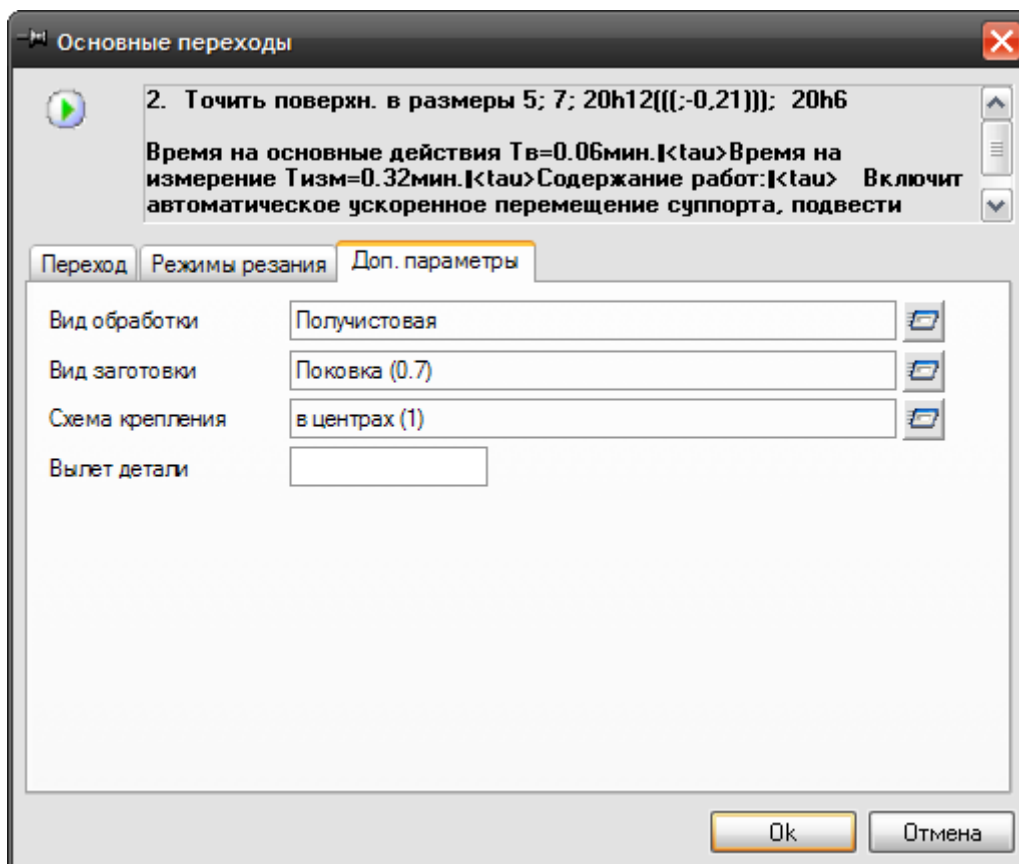 Основные переходы
2. Точить поверхн. в размеры 5; 7; 20h12(((;-0,21))); 20h6
Время на основные действия Тв=0.06мин.|<tau>Время на
измерение Тизм=0.32мин.|<tau>Содержание работ:|<tau> Включит
автоматическое ускоренное перемещение суппорта, подвести
Переход Режимы резания Доп. параметры
Вид обработки Получистовая
Вид заготовки Поковка (0.7)
Схема крепления в центрах (1)
Вылет детали
Ok Отмена